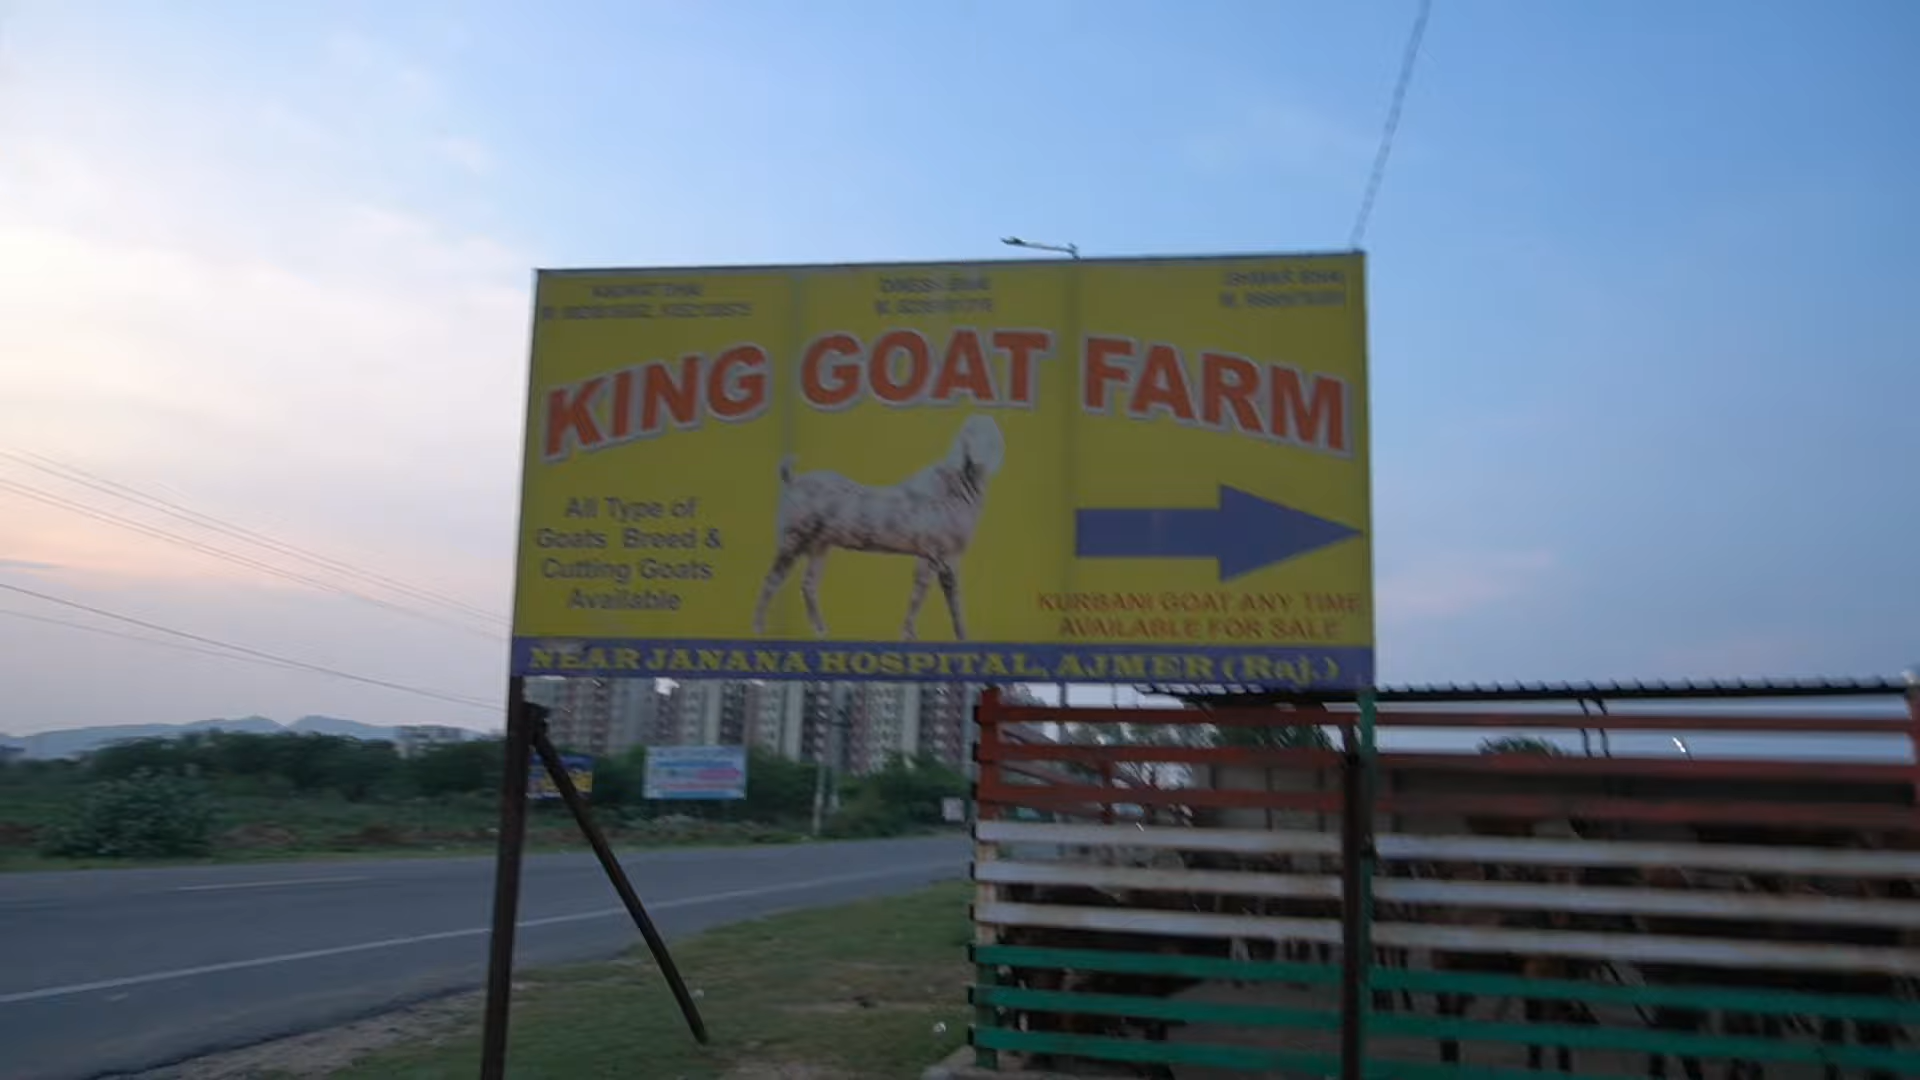 KING GOAT FARM
All Type of
Goats Breed &
Cutting Goats
Available
KURBANI GOAT ANY TIME
AVAILABLE FOR SALE
NEAR JANANA HOSPITAL, AJMER (Raj.)